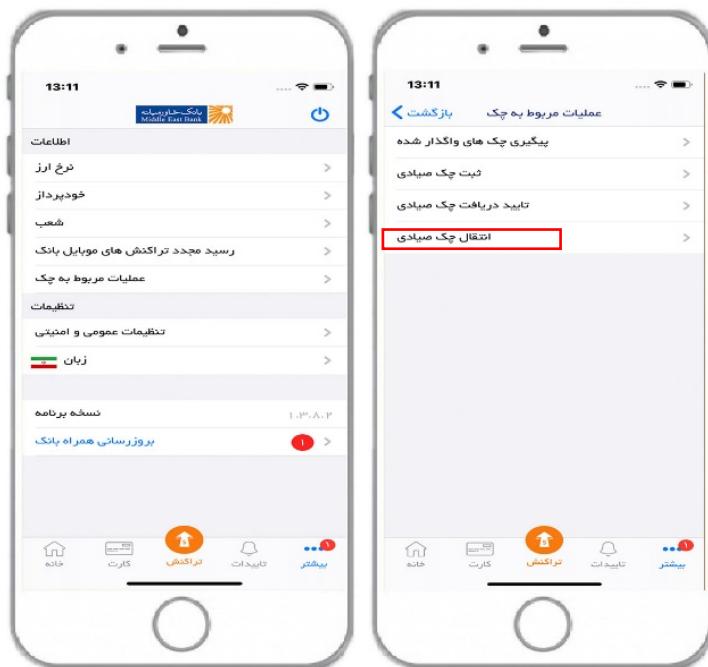 13:11
بانک خاورمیانه
Middle East Bank
اطلاعات
نرخ ارز
خودپرداز
شعب
رسید مجدد تراکنش های موبایل بانک
عملیات مربوط به چک
تنظیمات
تنظیمات عمومی و امنیتی
زبان
نسخه برنامه
۱.۳.۸.۲
بروزرسانی همراه بانک
۱
خانه
کارت
تراکنش
تاییدات
بیشتر
۱
13:11
بازگشت
عملیات مربوط به چک
پیگیری چک های واگذار شده
ثبت چک صیادی
تایید دریافت چک صیادی
انتقال چک صیادی
خانه
کارت
تراکنش
تاییدات
بیشتر
۱